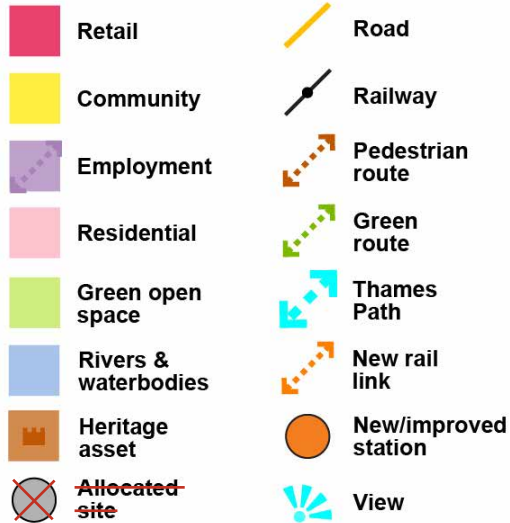 Retail
Community
Employment
Residential
Green open
space
Rivers &
waterbodies
Heritage
asset
Allocated
site
Road
Railway
Pedestrian
route
Green
route
Thames
Path
New rail
link
New/improved
station
View